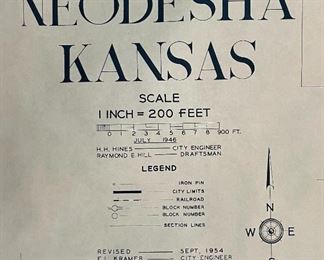 NEODESHA
KANSAS
SCALE
1 INCH = 200 FEET
0 1 2 3 4 5 6 7 8 900 FT.
JULY 1946
H.H. HINES CITY ENGINEER
RAYMOND E. HILL DRAFTSMAN
LEGEND
IRON PIN
CITY LIMITS
RAILROAD
BLOCK NUMBER
BLOCK NUMBER
SECTION LINES
N
W E
S
REVISED SEPT, 1954
F.L. KRAMER CITY ENGINEER